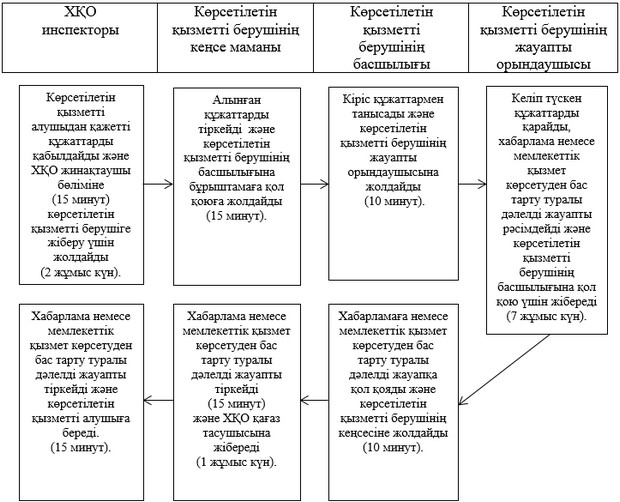 ХҚО
инспекторы
Көрсетілетін
қызметті берушінің
кеңсе маманы
Көрсетілетін
қызметті
берушінің
басшылығы
Көрсетілетін
қызметті берушінің
жауапты
орындаушысы
Көрсетілетін
қызметті
алушыдан қажетті
құжаттарды
қабылдайды және
ХҚО жинақтаушы
бөліміне
(15 минут)
көрсетілетін
қызметті берушіге
жіберу үшін
жолдайды
(2 жұмыс күн).
Алынған
құжаттарды
тіркейді және
көрсетілетін
қызметті берушінің
басшылығына
бұрыштамаға қол
қоюға жолдайды
(15 минут).
Кіріс құжаттармен
танысады және
көрсетілетін
қызметті берушінің
жауапты
орындаушысына
жолдайды
(10 минут).
Келіп түскен
құжаттарды
қарайды,
хабарлама немесе
мемлекеттік
қызмет
көрсетуден бас
тарту туралы
дәлелді жауапты
рәсімдейді және
көрсетілетін
қызметті
берушінің
басшылығына қол
қою үшін жібереді
(7 жұмыс күн).
Хабарлама немесе
мемлекеттік
қызмет көрсетуден
бас тарту туралы
дәлелді жауапты
тіркейді және
көрсетілетін
қызметті алушыға
береді.
(15 минут).
Хабарлама немесе
мемлекеттік қызмет
көрсетуден бас
тарту туралы
дәлелді жауапты
тіркейді
(15 минут)
және ХҚО қағаз
тасушысына
жібереді
(1 жұмыс күн).
Хабарламаға немесе
мемлекеттік қызмет
көрсетуден бас
тарту туралы
дәлелді жауапқа
қол қояды және
көрсетілетін
қызметті берушінің
кеңсесіне жолдайды
(10 минут).